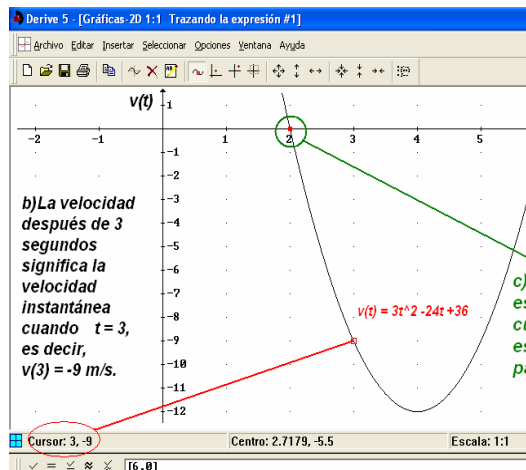 Derive 5 - [Gráficas-2D 1:1 Trazando la expresión #1]
Archivo Editar Insertar Seleccionar Opciones Ventana Ayuda
v(t)
1
-2 -1 1 2 3 4 5
-1
-2
-3
-4
-5
-6
-7
-8
-9
-10
-11
-12
b)La velocidad
después de 3
segundos
significa la
velocidad
instantánea
cuando t = 3,
es decir,
v(3) = -9 m/s.
v(t) = 3t^2 -24t +36
c)
es
cu
es
pa
Cursor: 3, -9 Centro: 2.7179, -5.5 Escala: 1:1
[6,0]